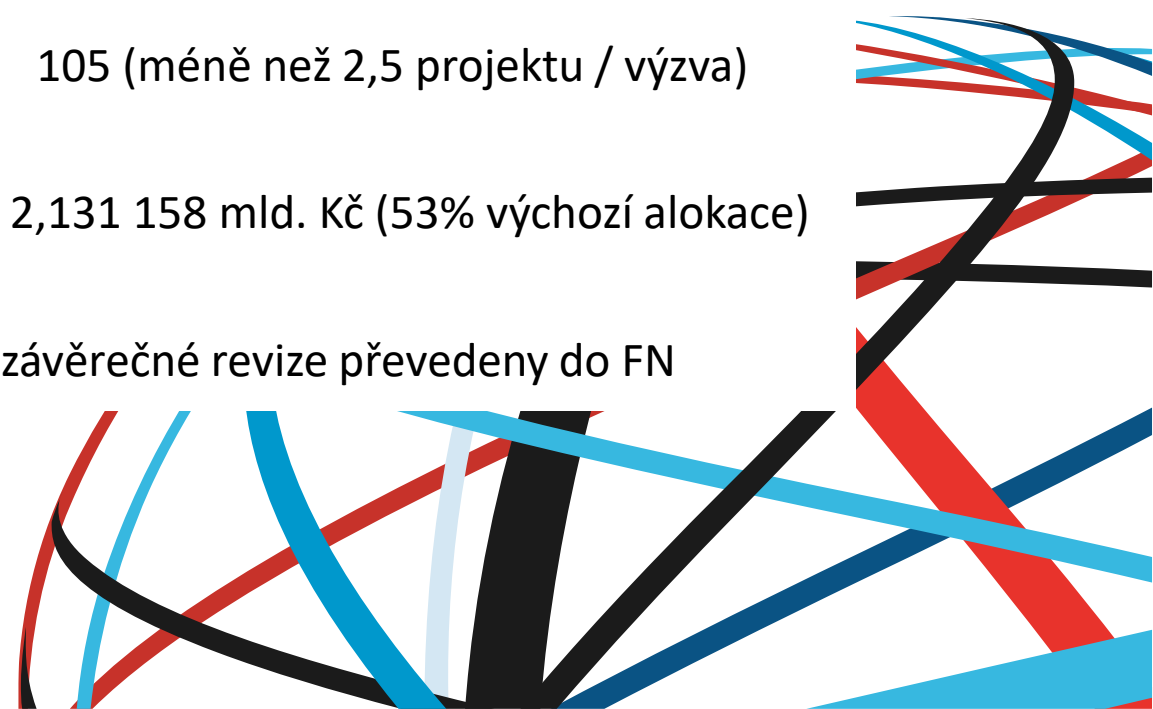 105 (méně než 2,5 projektu / výzva)
2,131 158 mld. Kč (53% výchozí alokace)
závěrečné revize převedeny do FN